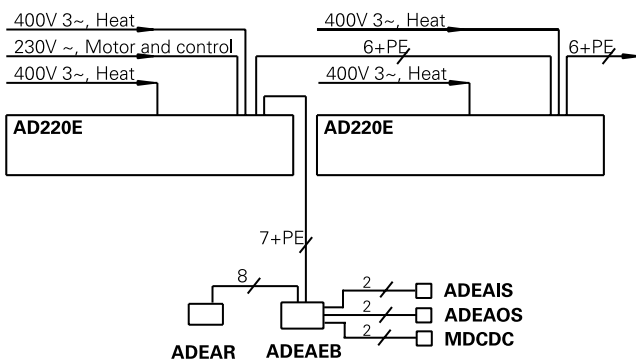 400V 3~, Heat
400V 3~, Heat
230V ~, Motor and control
6+PE
6+PE
400V 3~, Heat
400V 3~, Heat
AD220E
AD220E
7+PE
8
2
ADEAIS
2
ADEAOS
2
MDCDC
ADEAR
ADEAEB